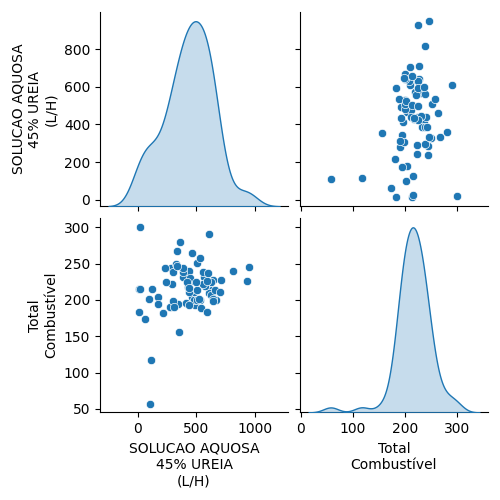 SOLUCAO AQUOSA
45% UREIA
(L/H)
800
600
400
200
0
Total
Combustível
300
250
200
150
100
50
0 500 1000
SOLUCAO AQUOSA
45% UREIA
(L/H)
0 100 200 300
Total
Combustível